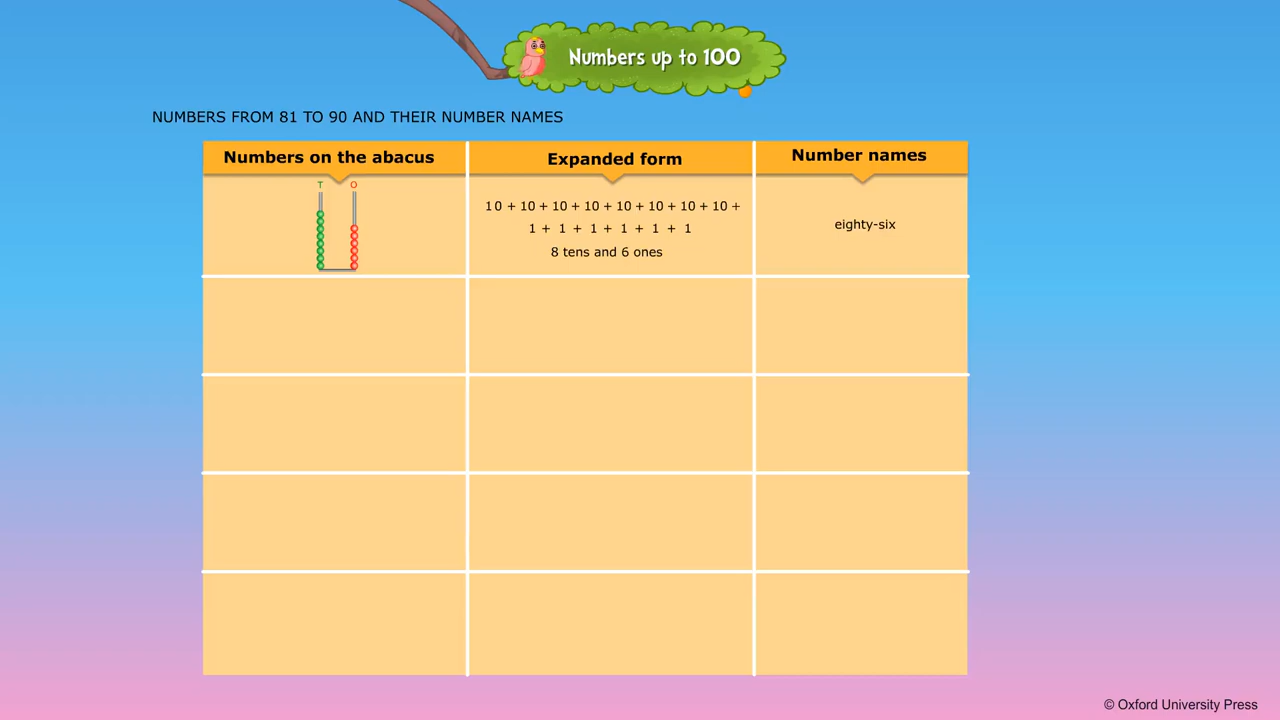 Numbers up to 100
NUMBERS FROM 81 TO 90 AND THEIR NUMBER NAMES
Numbers on the abacus
Expanded form
Number names
T O
10 + 10 + 10 + 10 + 10 + 10 + 10 + 10 +
1 + 1 + 1 + 1 + 1 + 1
8 tens and 6 ones
eighty-six
© Oxford University Press